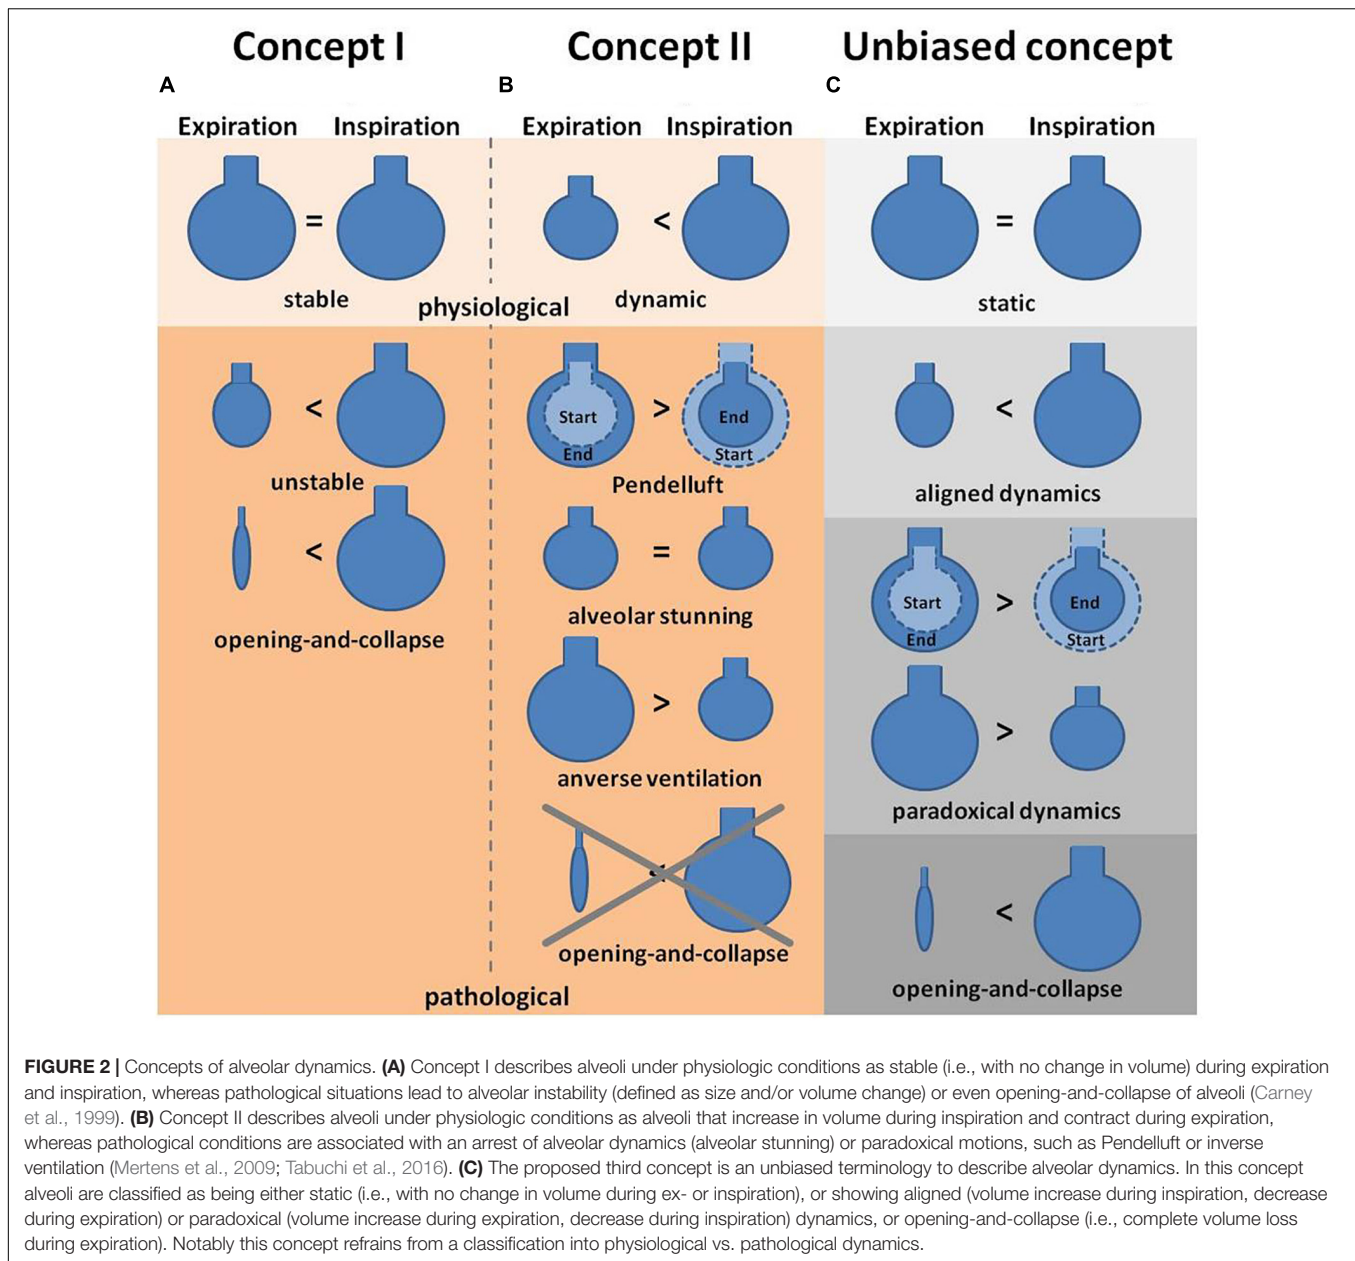 Concept I
Concept II
Unbiased concept
A
B
C
Expiration
Inspiration
Expiration
Inspiration
Expiration
Inspiration
=
<
=
stable
physiological
dynamic
static
<
Start
End
>
End
Start
<
unstable
Pendelluft
aligned dynamics
<
=
Start
End
>
End
Start
opening-and-collapse
alveolar stunning
>
>
anverse ventilation
paradoxical dynamics
<
opening-and-collapse
opening-and-collapse
pathological
FIGURE 2 | Concepts of alveolar dynamics. (A) Concept I describes alveoli under physiologic conditions as stable (i.e., with no change in volume) during expiration
and inspiration, whereas pathological situations lead to alveolar instability (defined as size and/or volume change) or even opening-and-collapse of alveoli (Carney
et al., 1999). (B) Concept II describes alveoli under physiologic conditions as alveoli that increase in volume during inspiration and contract during expiration,
whereas pathological conditions are associated with an arrest of alveolar dynamics (alveolar stunning) or paradoxical motions, such as Pendelluft or inverse
ventilation (Mertens et al., 2009; Tabuchi et al., 2016). (C) The proposed third concept is an unbiased terminology to describe alveolar dynamics. In this concept
alveoli are classified as being either static (i.e., with no change in volume during ex- or inspiration), or showing aligned (volume increase during inspiration, decrease
during expiration) or paradoxical (volume increase during expiration, decrease during inspiration) dynamics, or opening-and-collapse (i.e., complete volume loss
during expiration). Notably this concept refrains from a classification into physiological vs. pathological dynamics.